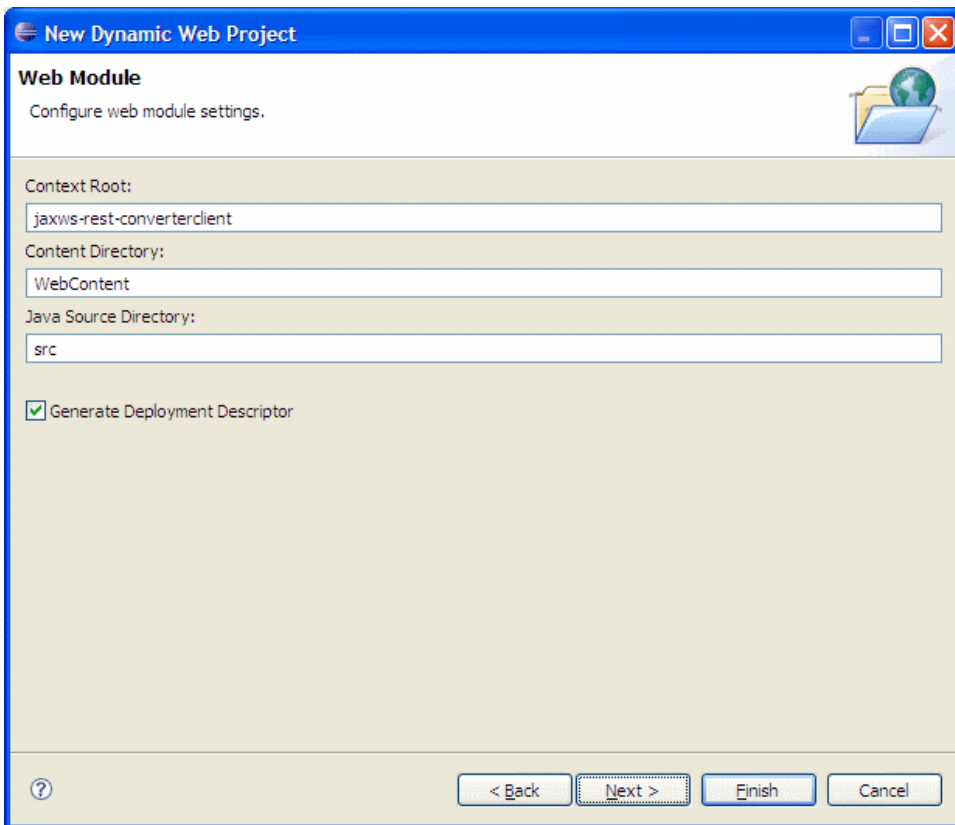 New Dynamic Web Project
Web Module
Configure web module settings.
Context Root:
jaxws-rest-converterclient
Content Directory:
WebContent
Java Source Directory:
src
Generate Deployment Descriptor
?
< Back
Next >
Finish
Cancel